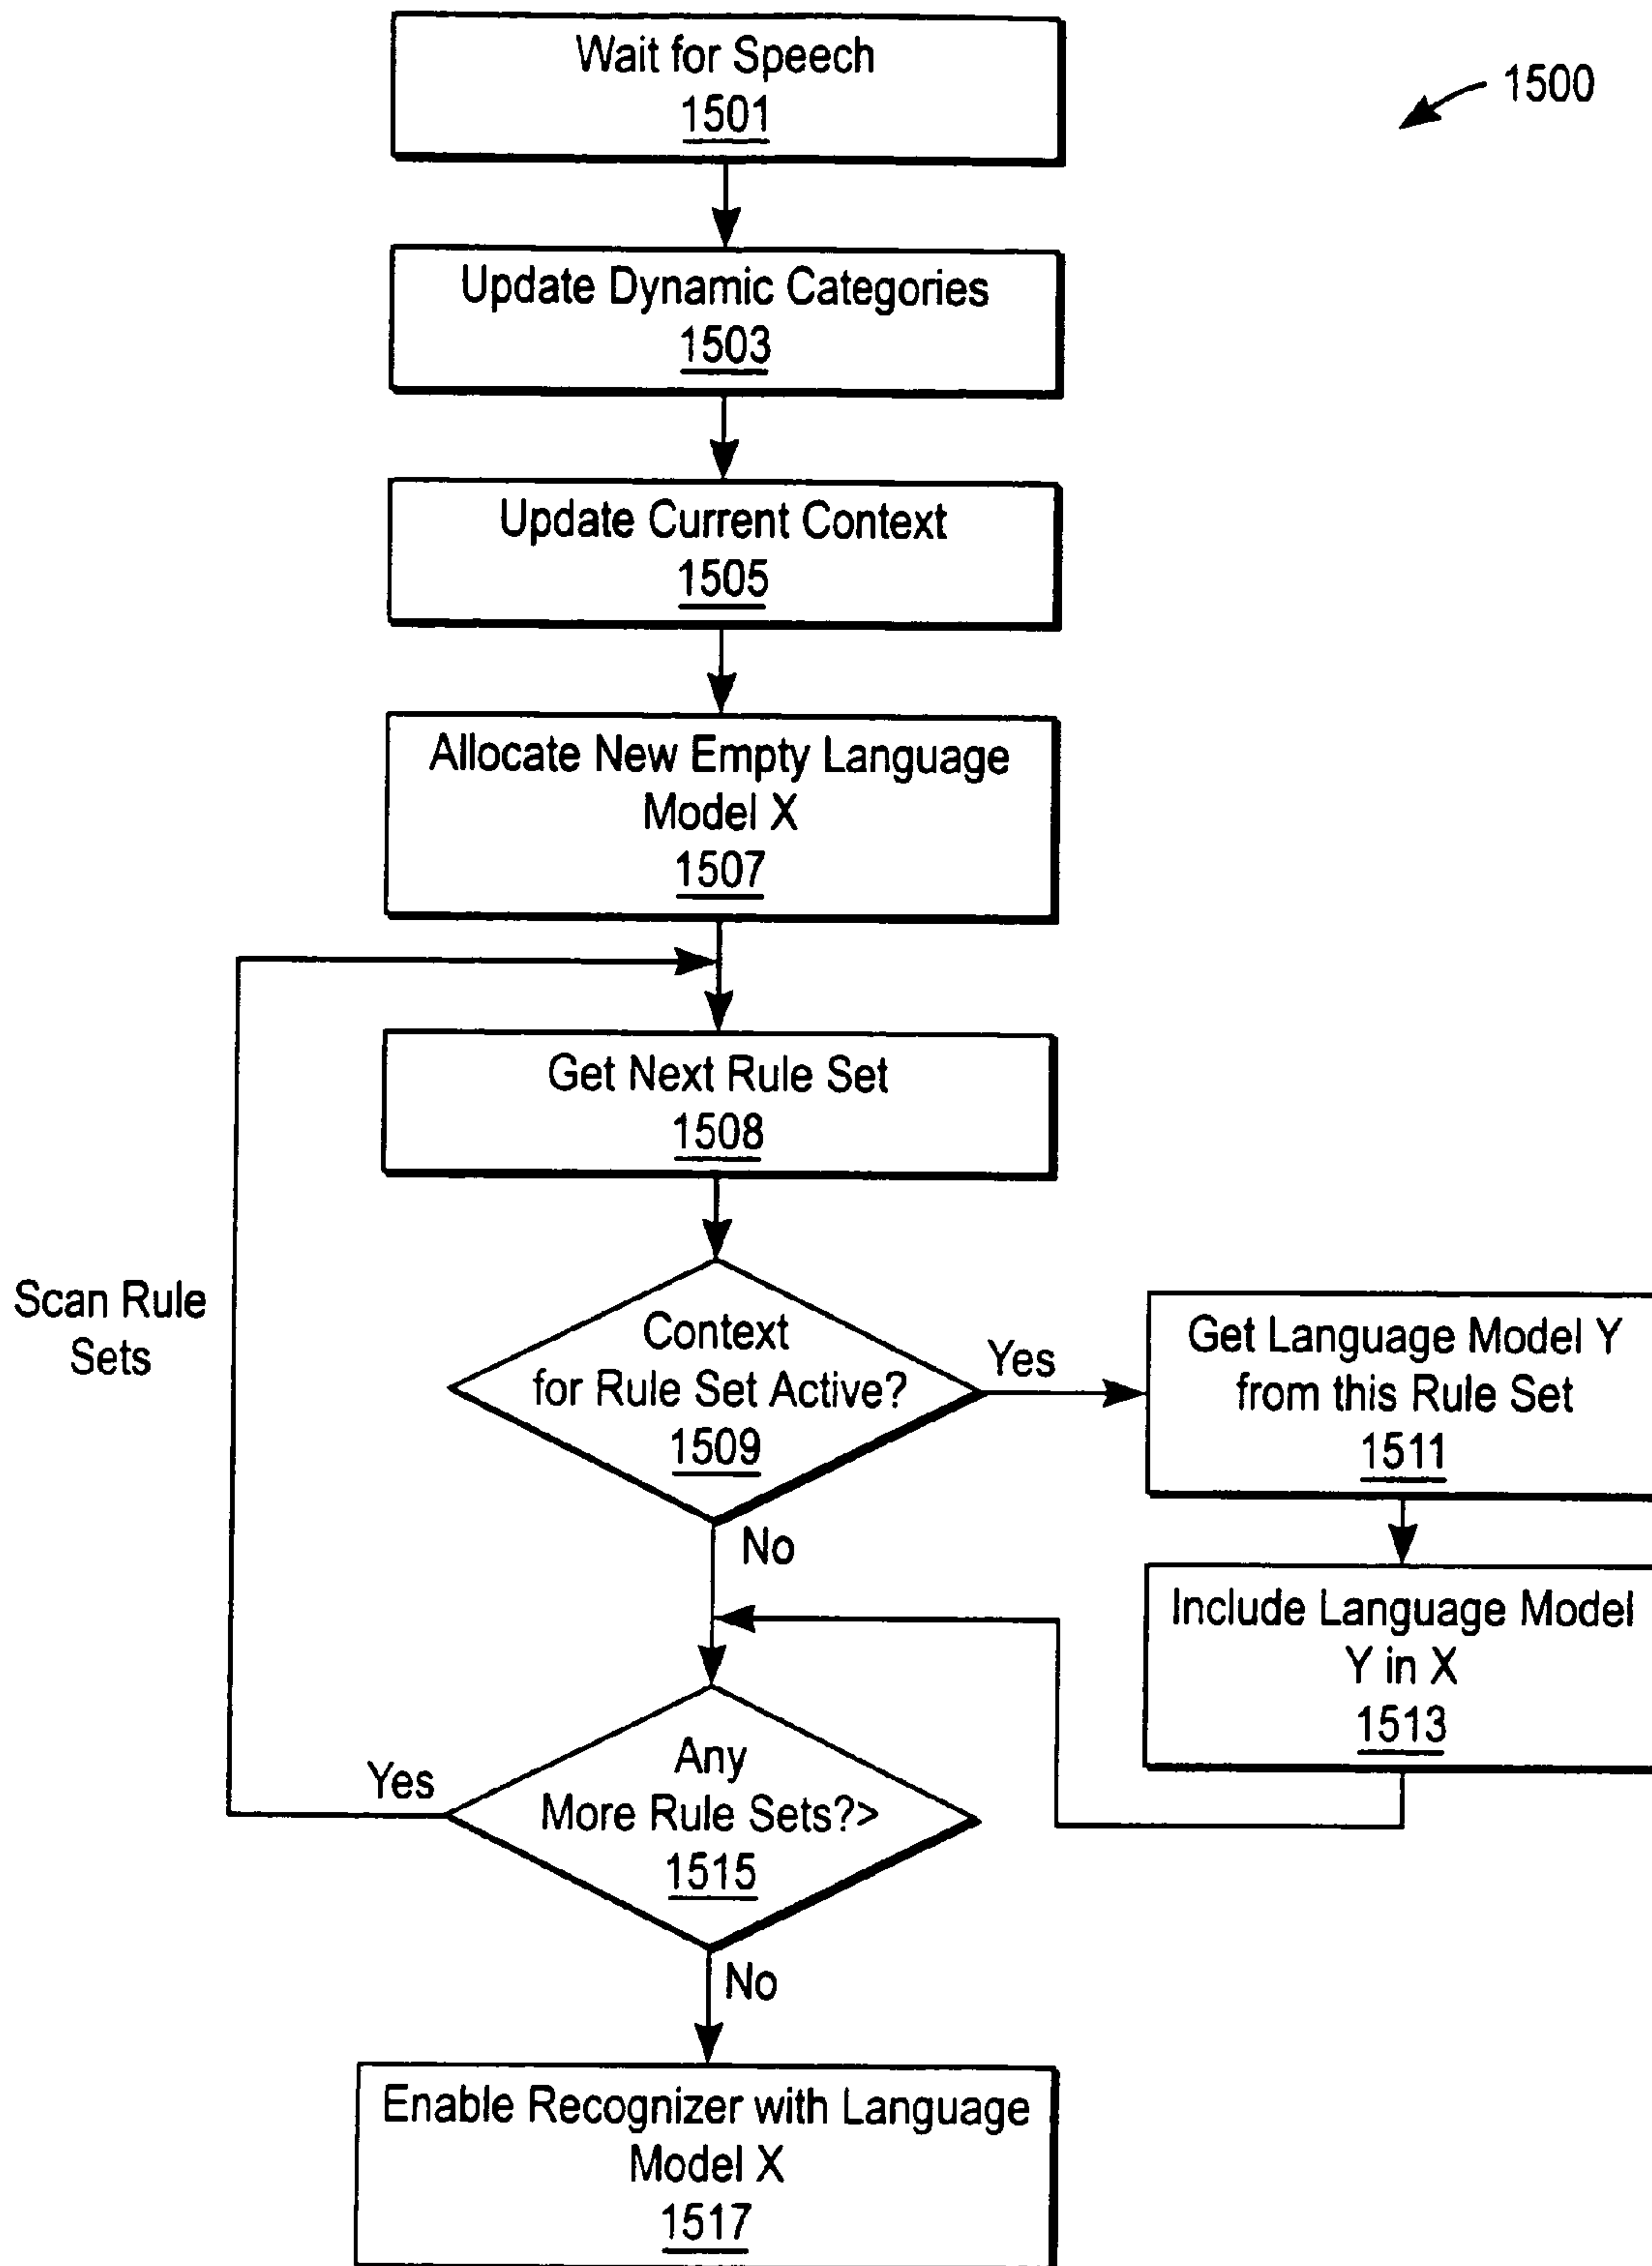 Wait for Speech
1501
1500
Update Dynamic Categories
1503
Update Current Context
1505
Allocate New Empty Language
Model X
1507
Get Next Rule Set
1508
Scan Rule
Sets
Context
for Rule Set Active?
1509
Yes
Get Language Model Y
from this Rule Set
1511
No
Include Language Model
Y in X
1513
Any
More Rule Sets?>
1515
Yes
No
Enable Recognizer with Language
Model X
1517